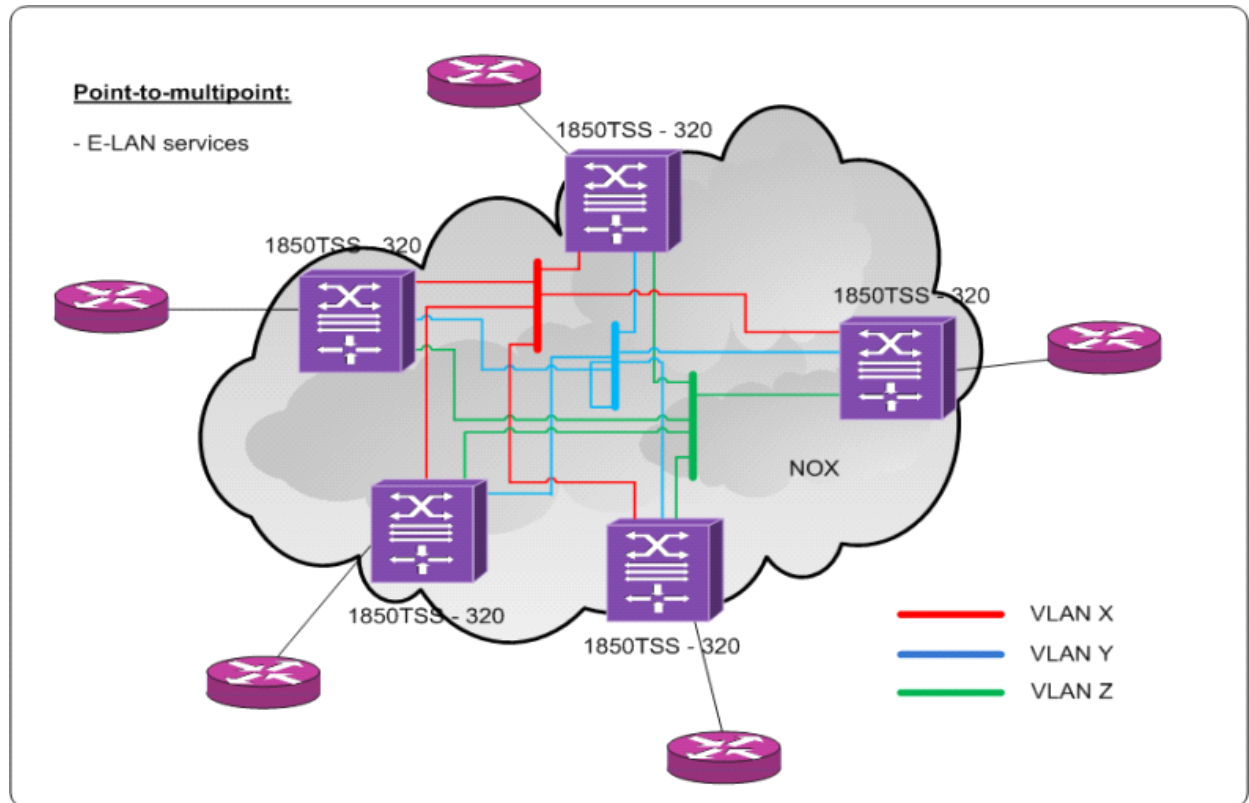 Point-to-multipoint:
- E-LAN services
1850TSS - 320
1850TSS - 320
1850TSS - 320
NOX
1850TSS - 320
1850TSS - 320
VLAN X
VLAN Y
VLAN Z